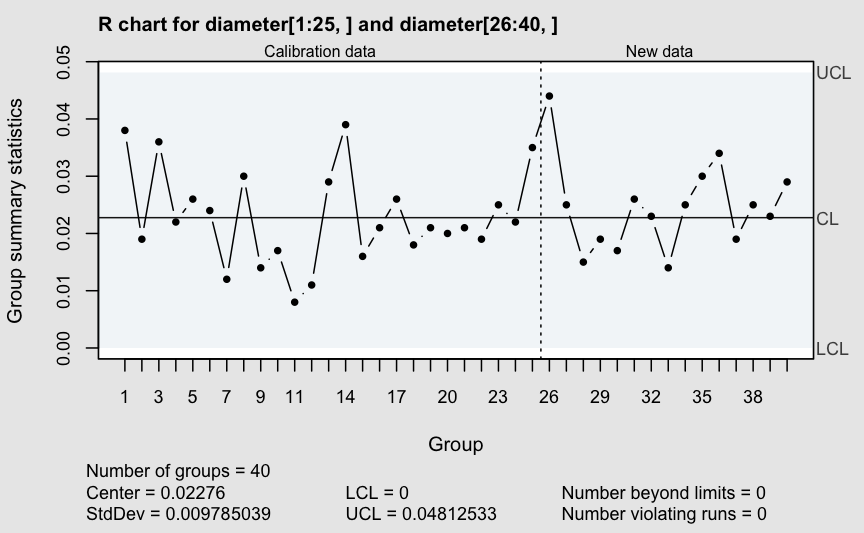 R chart for diameter[1:25, ] and diameter[26:40, ]
Calibration data New data
Group summary statistics
0.05
0.04
0.03
0.02
0.01
0.00
UCL
CL
LCL
1 3 5 7 9 11 14 17 20 23 26 29 32 35 38
Group
Number of groups = 40
Center = 0.02276 LCL = 0 Number beyond limits = 0
StdDev = 0.009785039 UCL = 0.04812533 Number violating runs = 0